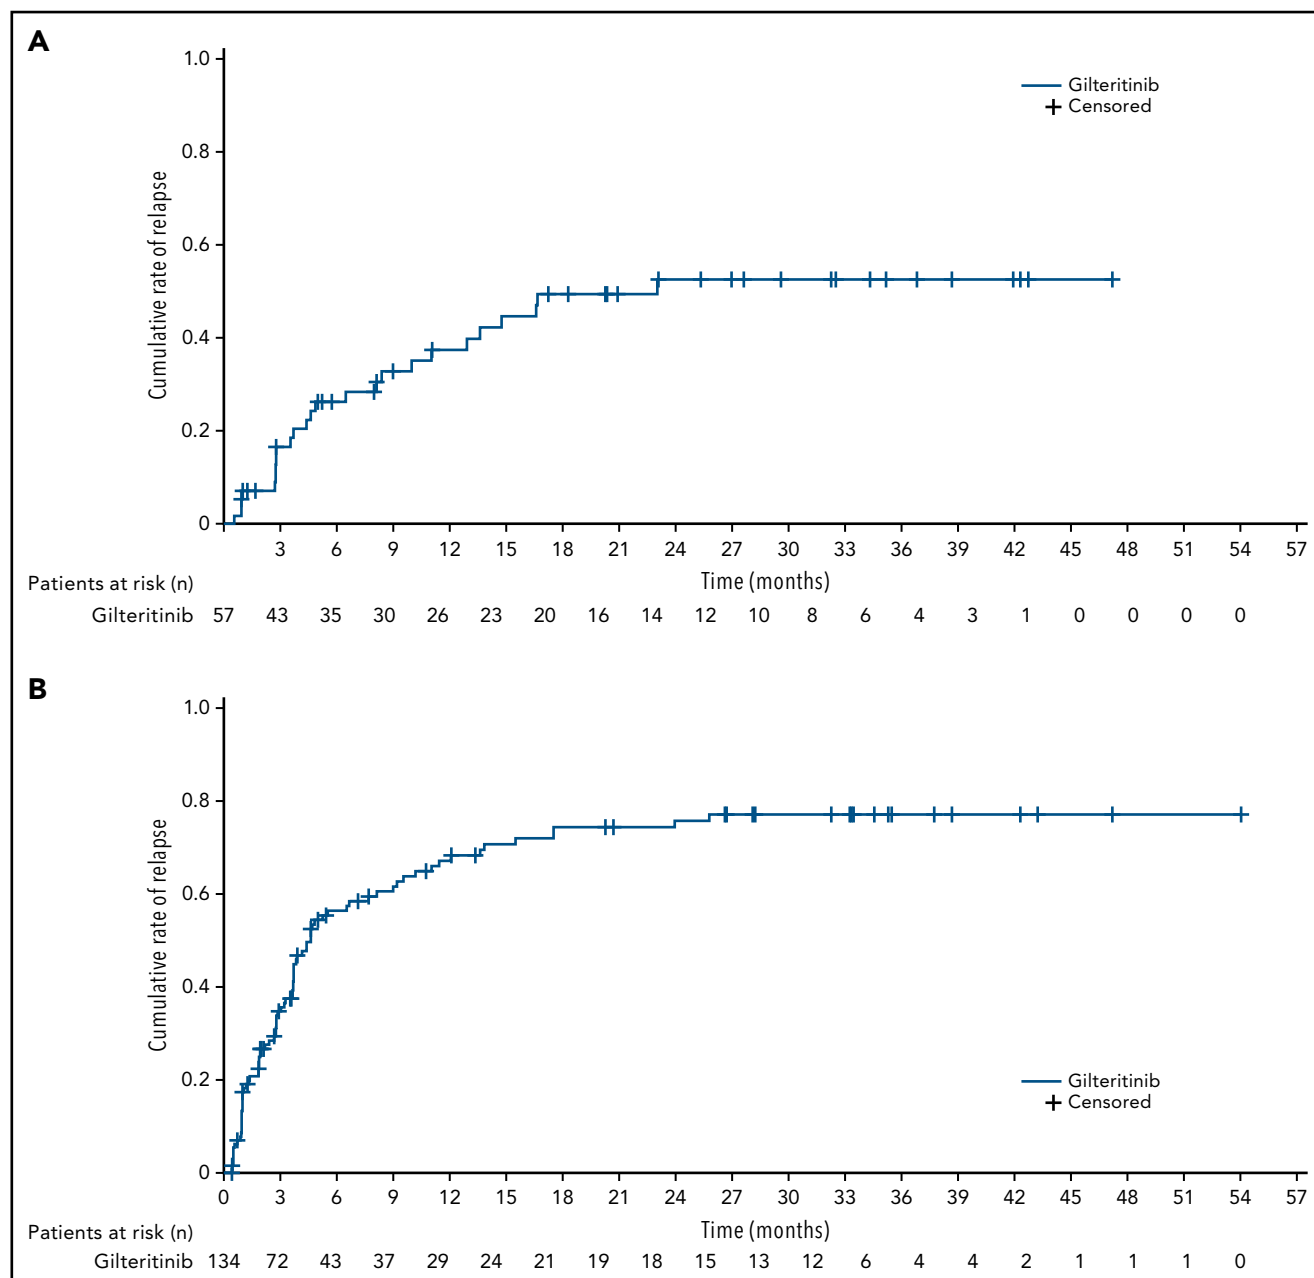 A
1.0
Gilteritinib
Censored
0.8
0.6
0.4
0.2
0
Cumulative rate of relapse
3 6 9 12 15 18 21 24 27 30 33 36 39 42 45 48 51 54 57
Time (months)
Patients at risk (n)
Gilteritinib 57 43 35 30 26 23 20 16 14 12 10 8 6 4 3 1 0 0 0 0
B
1.0
0.8
0.6
0.4
0.2
0
Cumulative rate of relapse
Gilteritinib
Censored
0 3 6 9 12 15 18 21 24 27 30 33 36 39 42 45 48 51 54 57
Time (months)
Patients at risk (n)
Gilteritinib 134 72 43 37 29 24 21 19 18 15 13 12 6 4 4 2 1 1 1 0